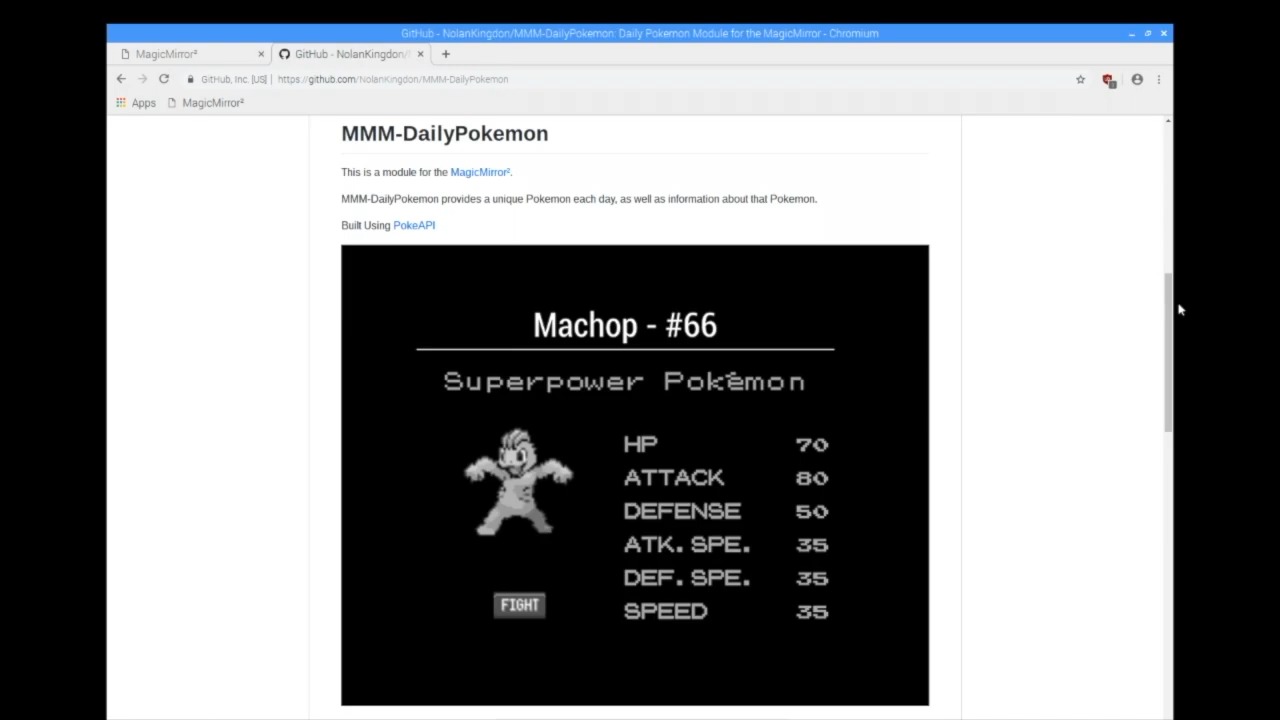 GitHub - NolanKingdon/MMM-DailyPokemon: Daily Pokemon Module for the MagicMirror - Chromium
MagicMirror²
GitHub - NolanKingdon/
GitHub, Inc. [US] | https://github.com/NolanKingdon/MMM-DailyPokemon
Apps MagicMirror²
MMM-DailyPokemon
This is a module for the MagicMirror².
MMM-DailyPokemon provides a unique Pokemon each day, as well as information about that Pokemon.
Built Using PokeAPI
Machop - #66
Superpower Pokémon
HP 70
ATTACK 80
DEFENSE 50
ATK. SPE. 35
DEF. SPE. 35
SPEED 35
FIGHT